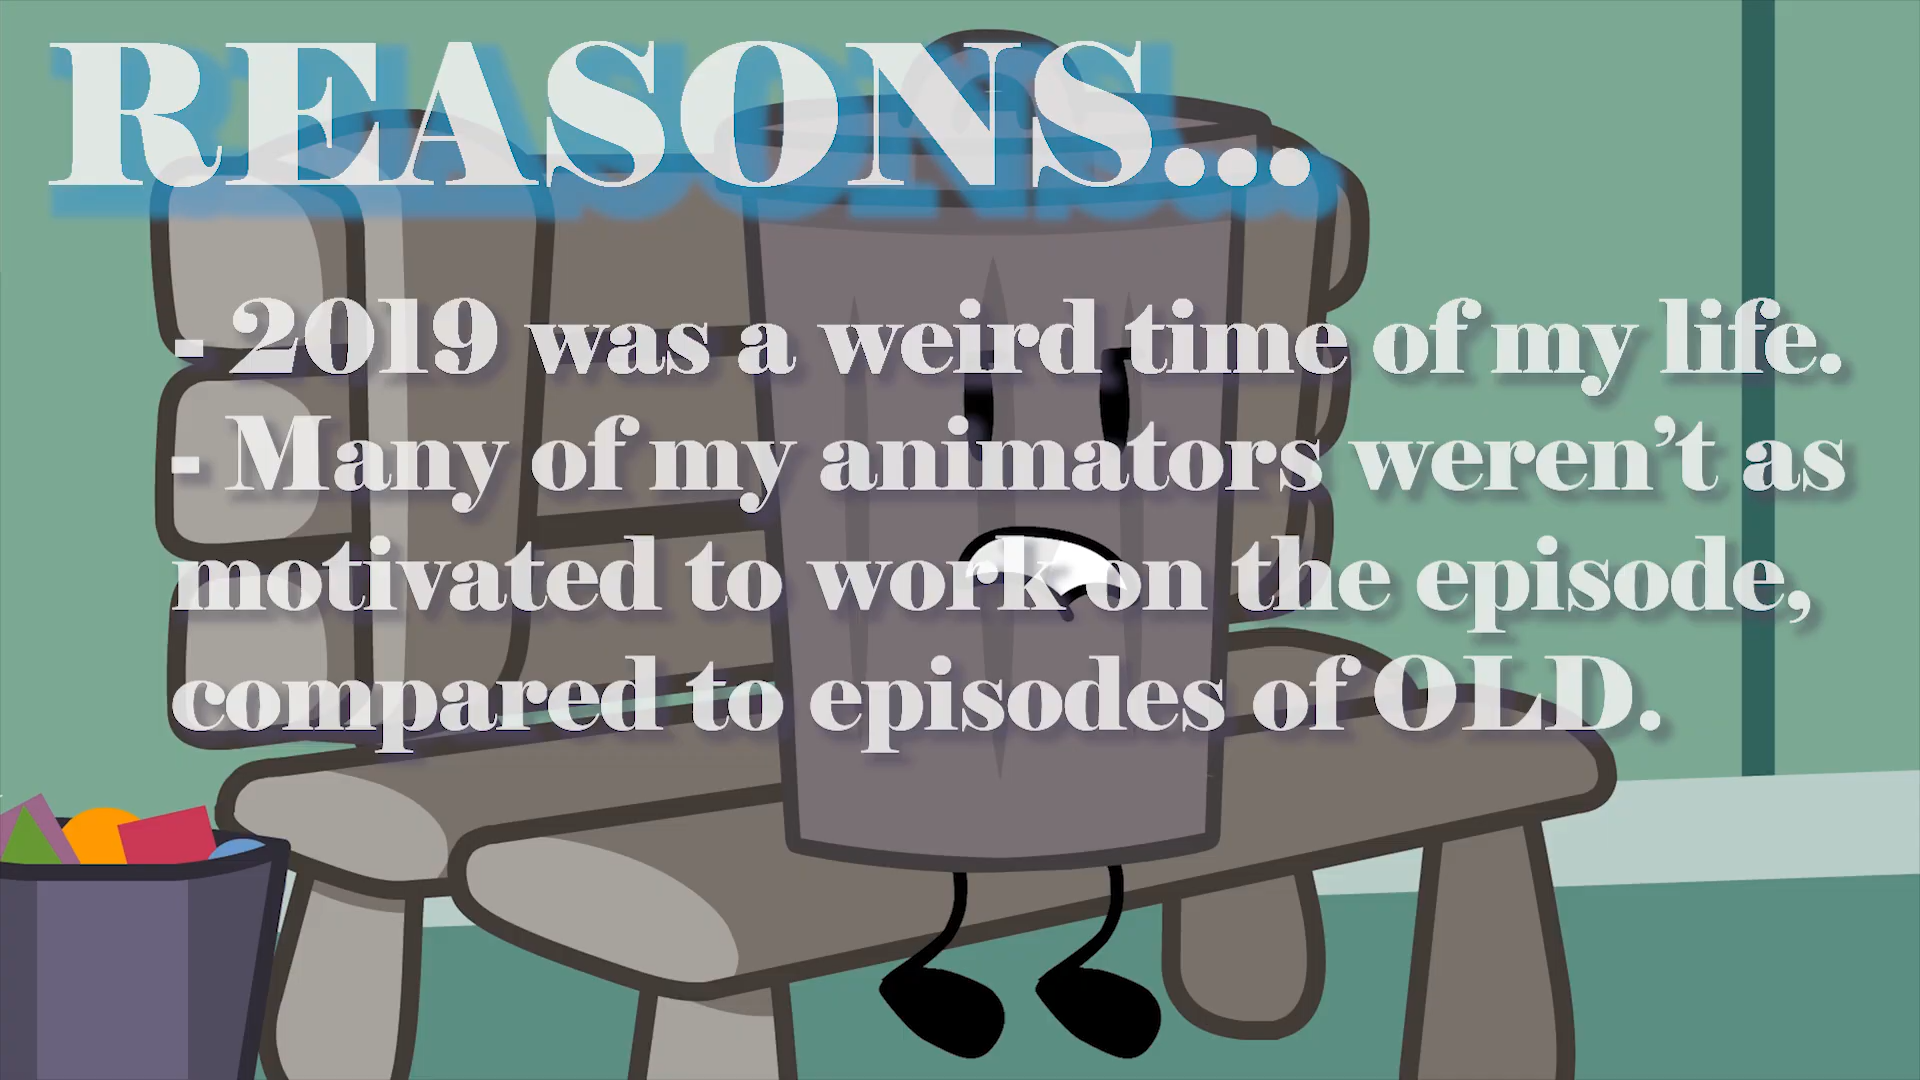 REASONS...
- 2019 was a weird time of my life.
- Many of my animators weren't as
motivated to work on the episode,
compared to episodes of OLD.